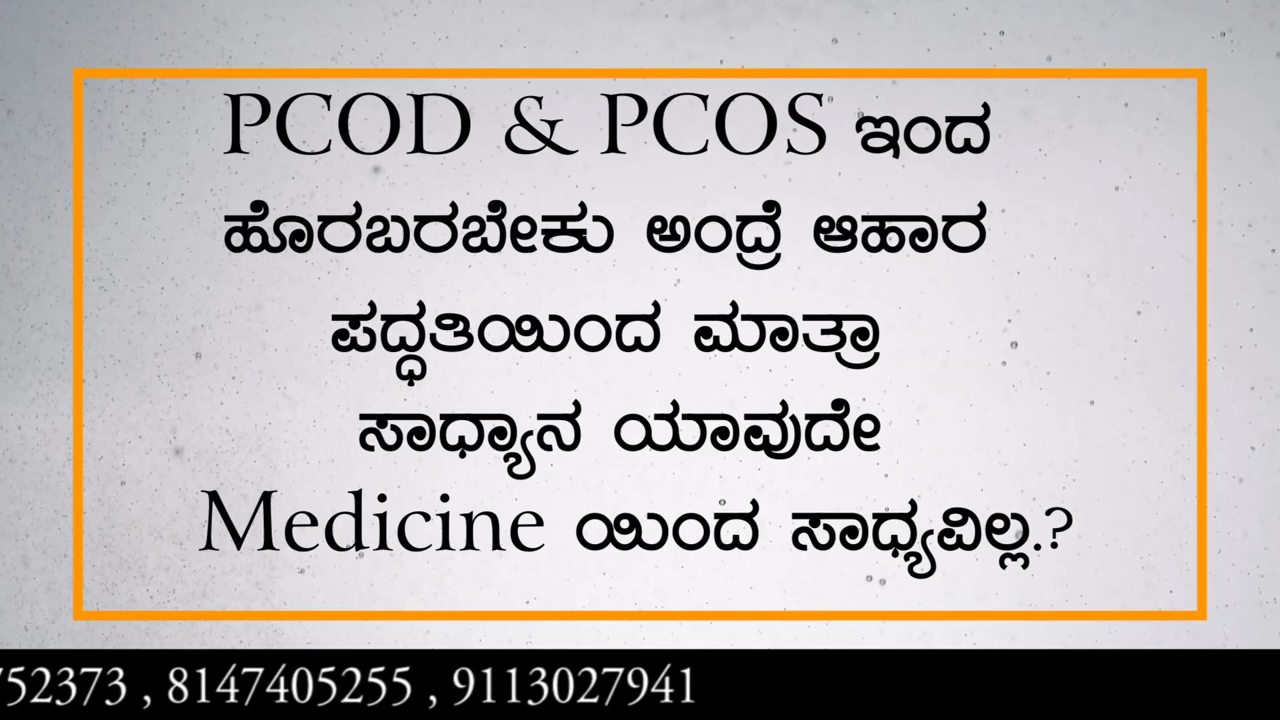 PCOD & PCOS ಇಂದ
ಹೊರಬರಬೇಕು ಅಂದ್ರೆ ಆಹಾರ
ಪದ್ಧತಿಯಿಂದ ಮಾತ್ರಾ
ಸಾಧ್ಯಾನ ಯಾವುದೇ
Medicine ಯಿಂದ ಸಾಧ್ಯವಿಲ್ಲ.?
752373 , 8147405255 , 9113027941